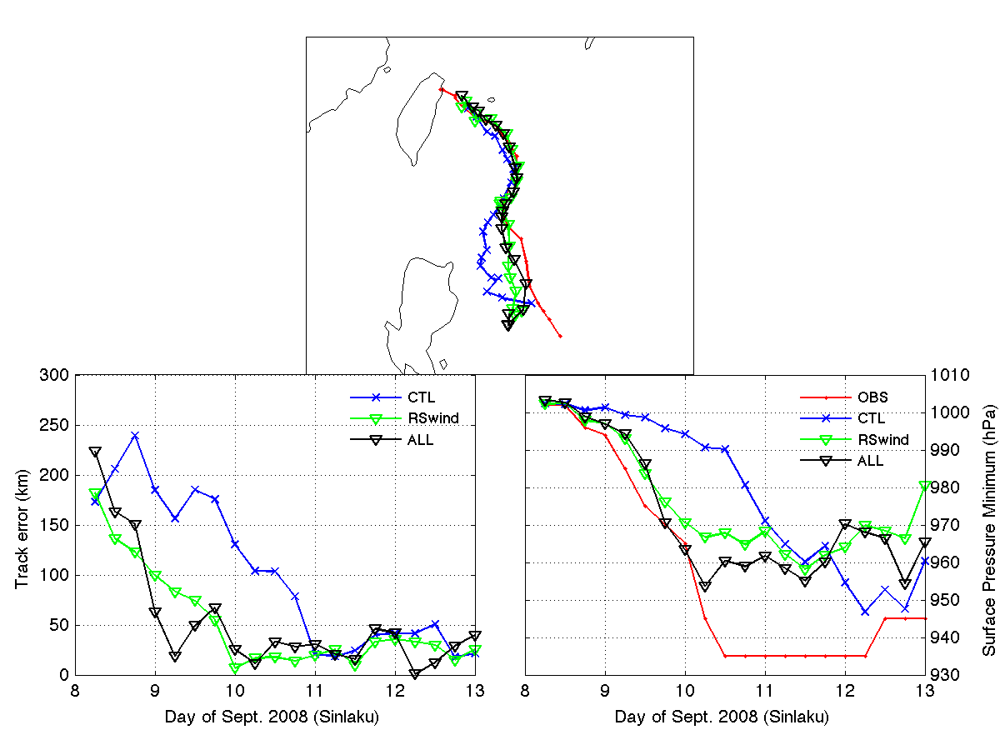 300
250
200
150
100
50
0
Track error (km)
CTL
RSwind
ALL
8
9
10
11
12
13
Day of Sept. 2008 (Sinlaku)
OBS
CTL
RSwind
ALL
1010
1000
990
980
970
960
950
940
930
Surface Pressure Minimum (hPa)
8
9
10
11
12
13
Day of Sept. 2008 (Sinlaku)